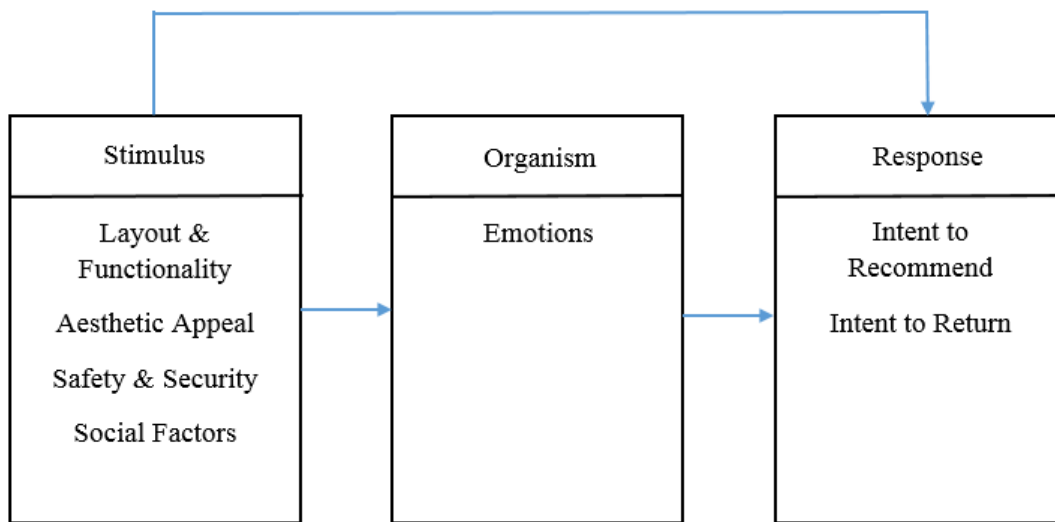 Stimulus
Layout &
Functionality
Aesthetic Appeal
Safety & Security
Social Factors
Organism
Emotions
Response
Intent to
Recommend
Intent to Return